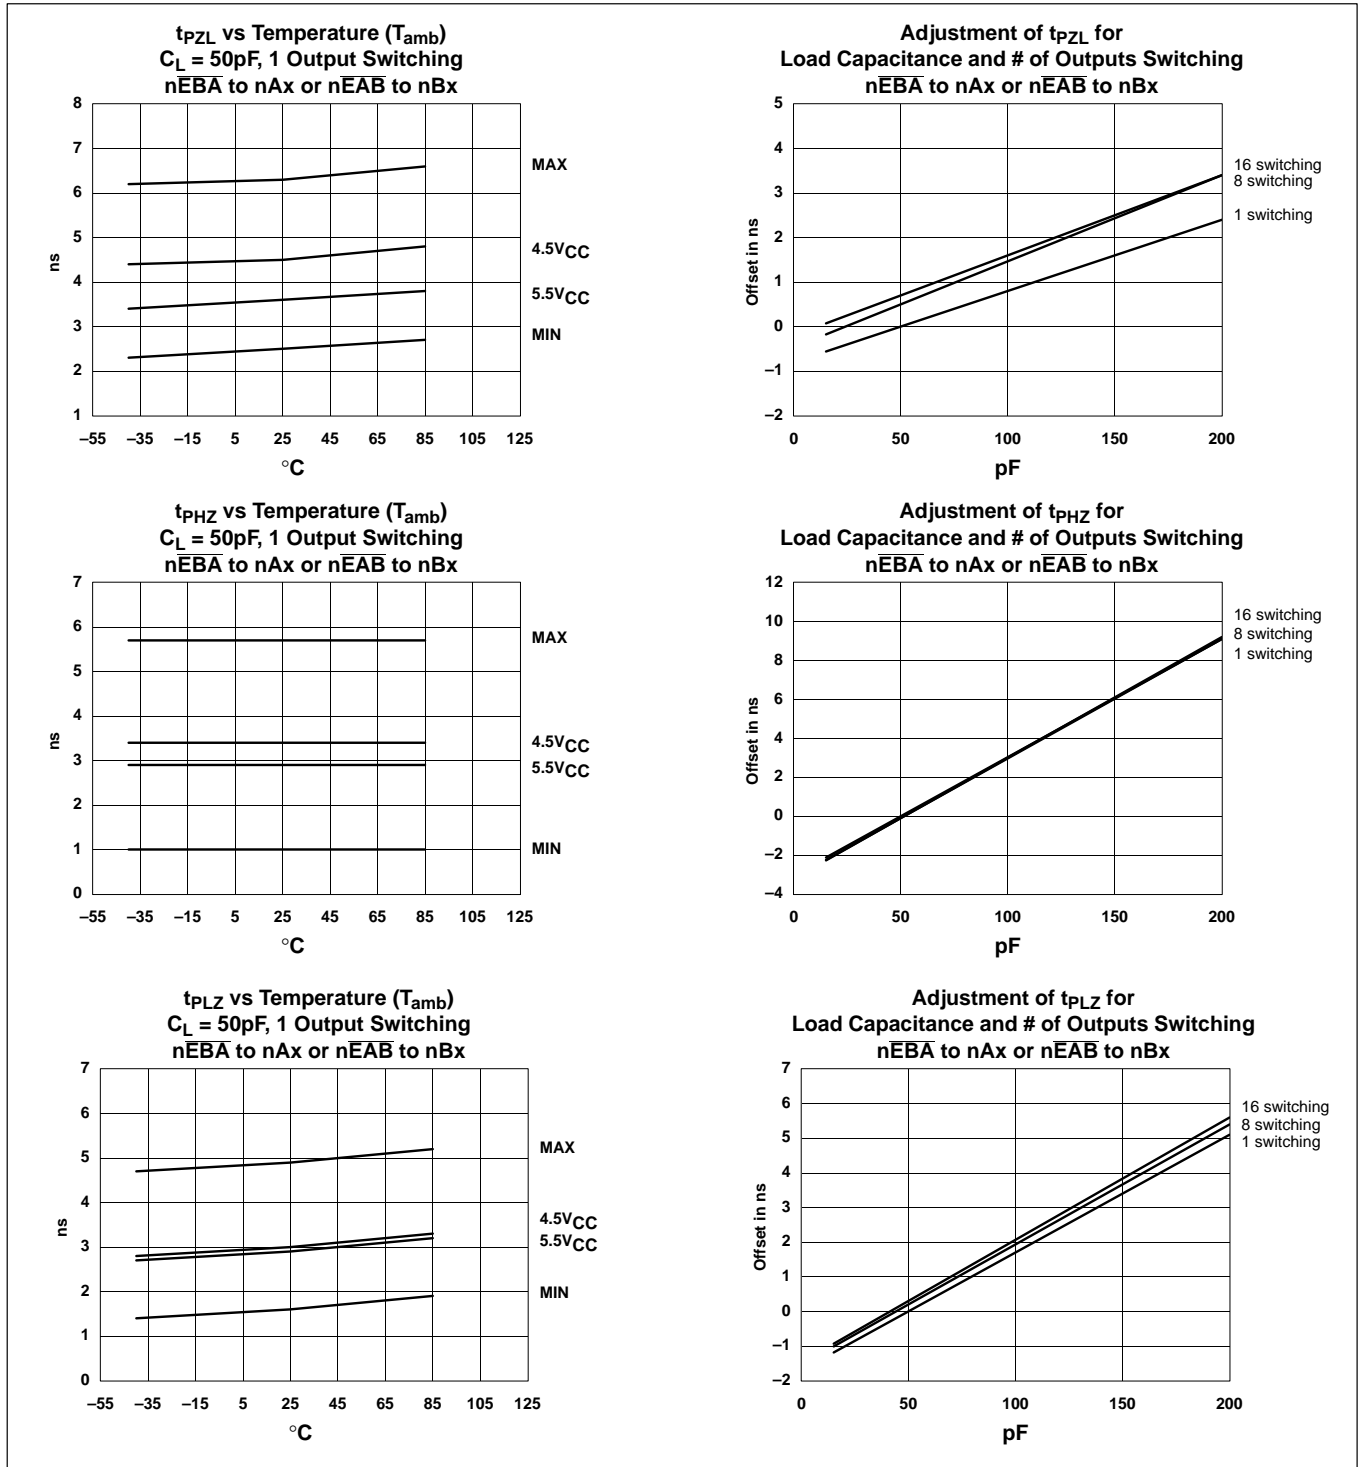 tPZL vs Temperature (Tamb)
CL = 50pF, 1 Output Switching
nEBA to nAx or nEAB to nBx
8
7
6
5
4
3
2
1
ns
MAX
4.5VCC
5.5VCC
MIN
–55 –35 –15 5 25 45 65 85 105 125
°C
Adjustment of tPZL for
Load Capacitance and # of Outputs Switching
nEBA to nAx or nEAB to nBx
5
4
3
2
1
0
–1
–2
Offset in ns
16 switching
8 switching
1 switching
0 50 100 150 200
pF
tPHZ vs Temperature (Tamb)
CL = 50pF, 1 Output Switching
nEBA to nAx or nEAB to nBx
7
6
5
4
3
2
1
0
ns
MAX
4.5VCC
5.5VCC
MIN
–55 –35 –15 5 25 45 65 85 105 125
°C
Adjustment of tPHZ for
Load Capacitance and # of Outputs Switching
nEBA to nAx or nEAB to nBx
12
10
8
6
4
2
0
–2
–4
Offset in ns
16 switching
8 switching
1 switching
0 50 100 150 200
pF
tPLZ vs Temperature (Tamb)
CL = 50pF, 1 Output Switching
nEBA to nAx or nEAB to nBx
7
6
5
4
3
2
1
0
ns
MAX
4.5VCC
5.5VCC
MIN
–55 –35 –15 5 25 45 65 85 105 125
°C
Adjustment of tPLZ for
Load Capacitance and # of Outputs Switching
nEBA to nAx or nEAB to nBx
7
6
5
4
3
2
1
0
–1
–2
Offset in ns
16 switching
8 switching
1 switching
0 50 100 150 200
pF